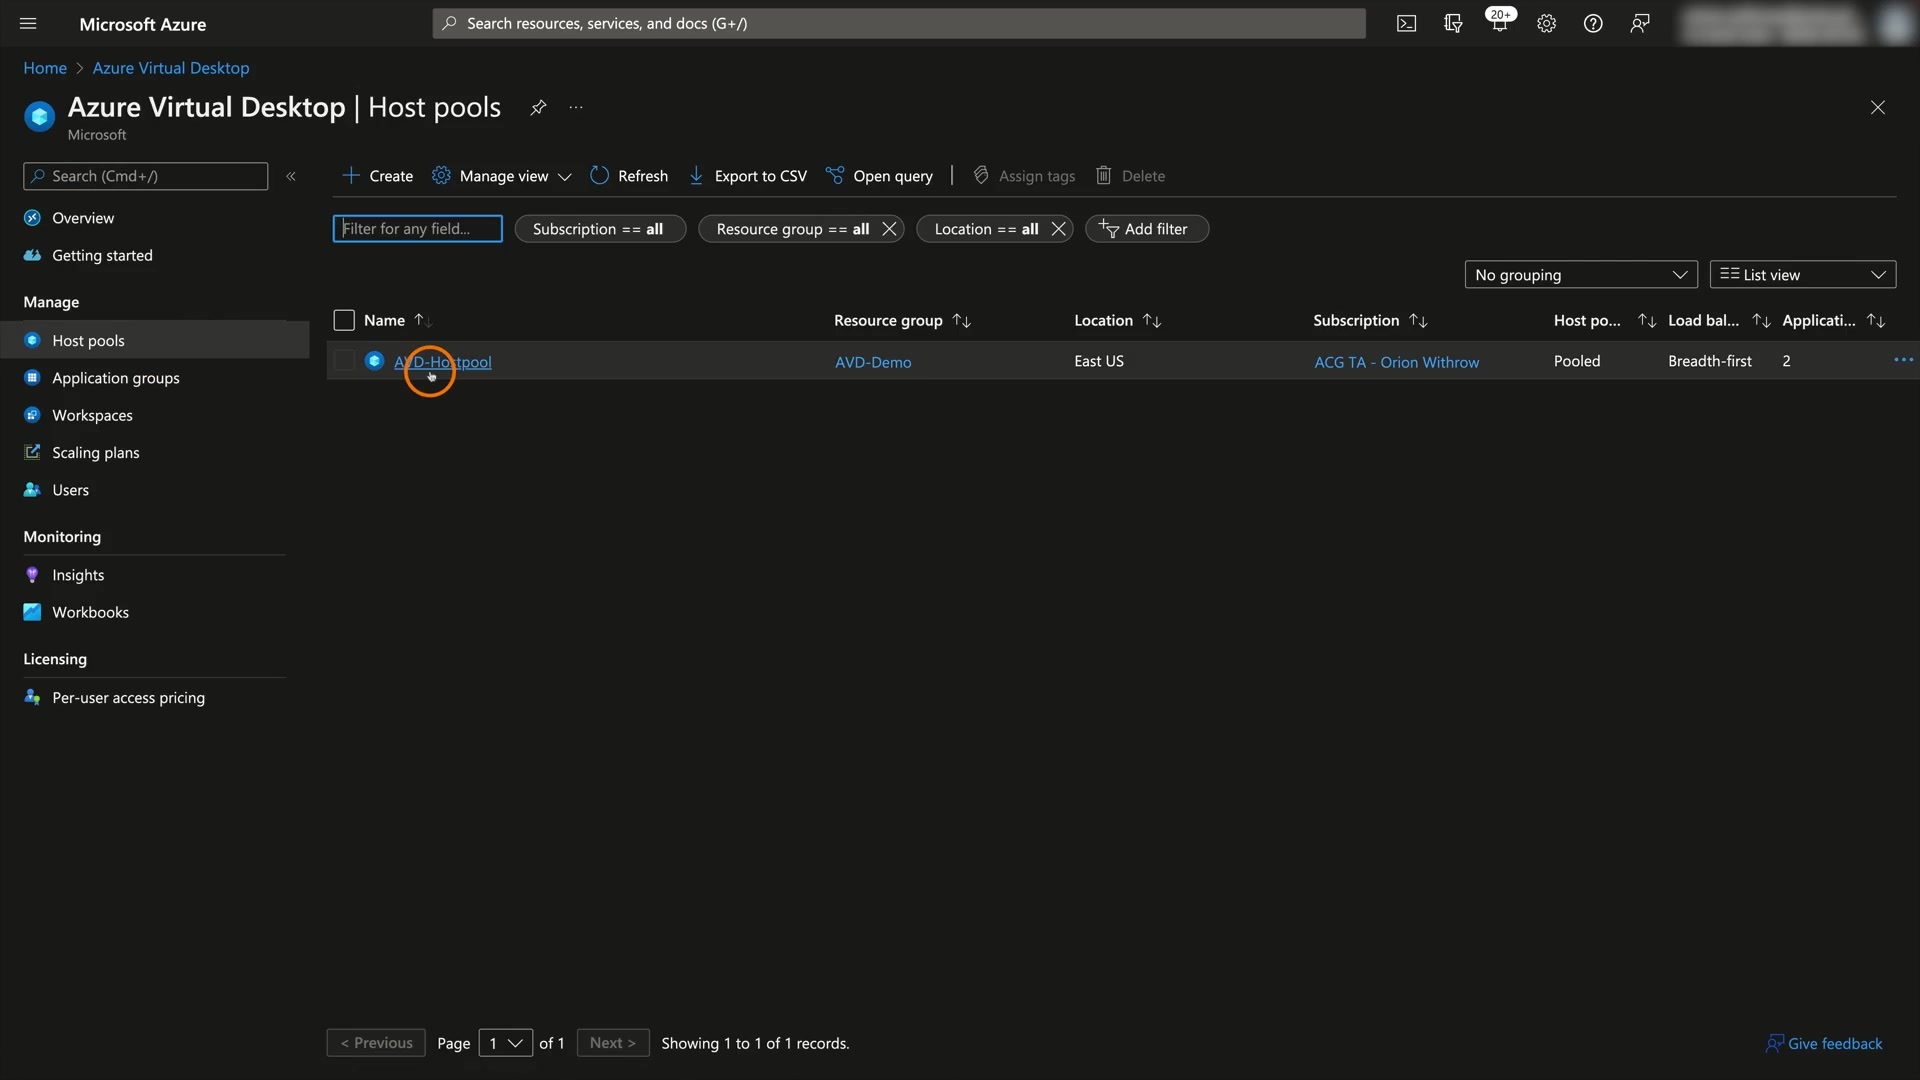 Microsoft Azure
Search resources, services, and docs (G+/)
20+
Home > Azure Virtual Desktop
Azure Virtual Desktop | Host pools
Microsoft
Search (Cmd+/)
Create Manage view Refresh Export to CSV Open query Assign tags Delete
Overview
Getting started
Manage
Host pools
Application groups
Workspaces
Scaling plans
Users
Monitoring
Insights
Workbooks
Licensing
Per-user access pricing
Filter for any field... Subscription == all Resource group == all Location == all Add filter
No grouping List view
Name Resource group Location Subscription Host po... Load bal... Applicati...
AVD-Hostpool AVD-Demo East US ACG TA - Orion Withrow Pooled Breadth-first 2
< Previous Page 1 of 1 Next > Showing 1 to 1 of 1 records.
Give feedback